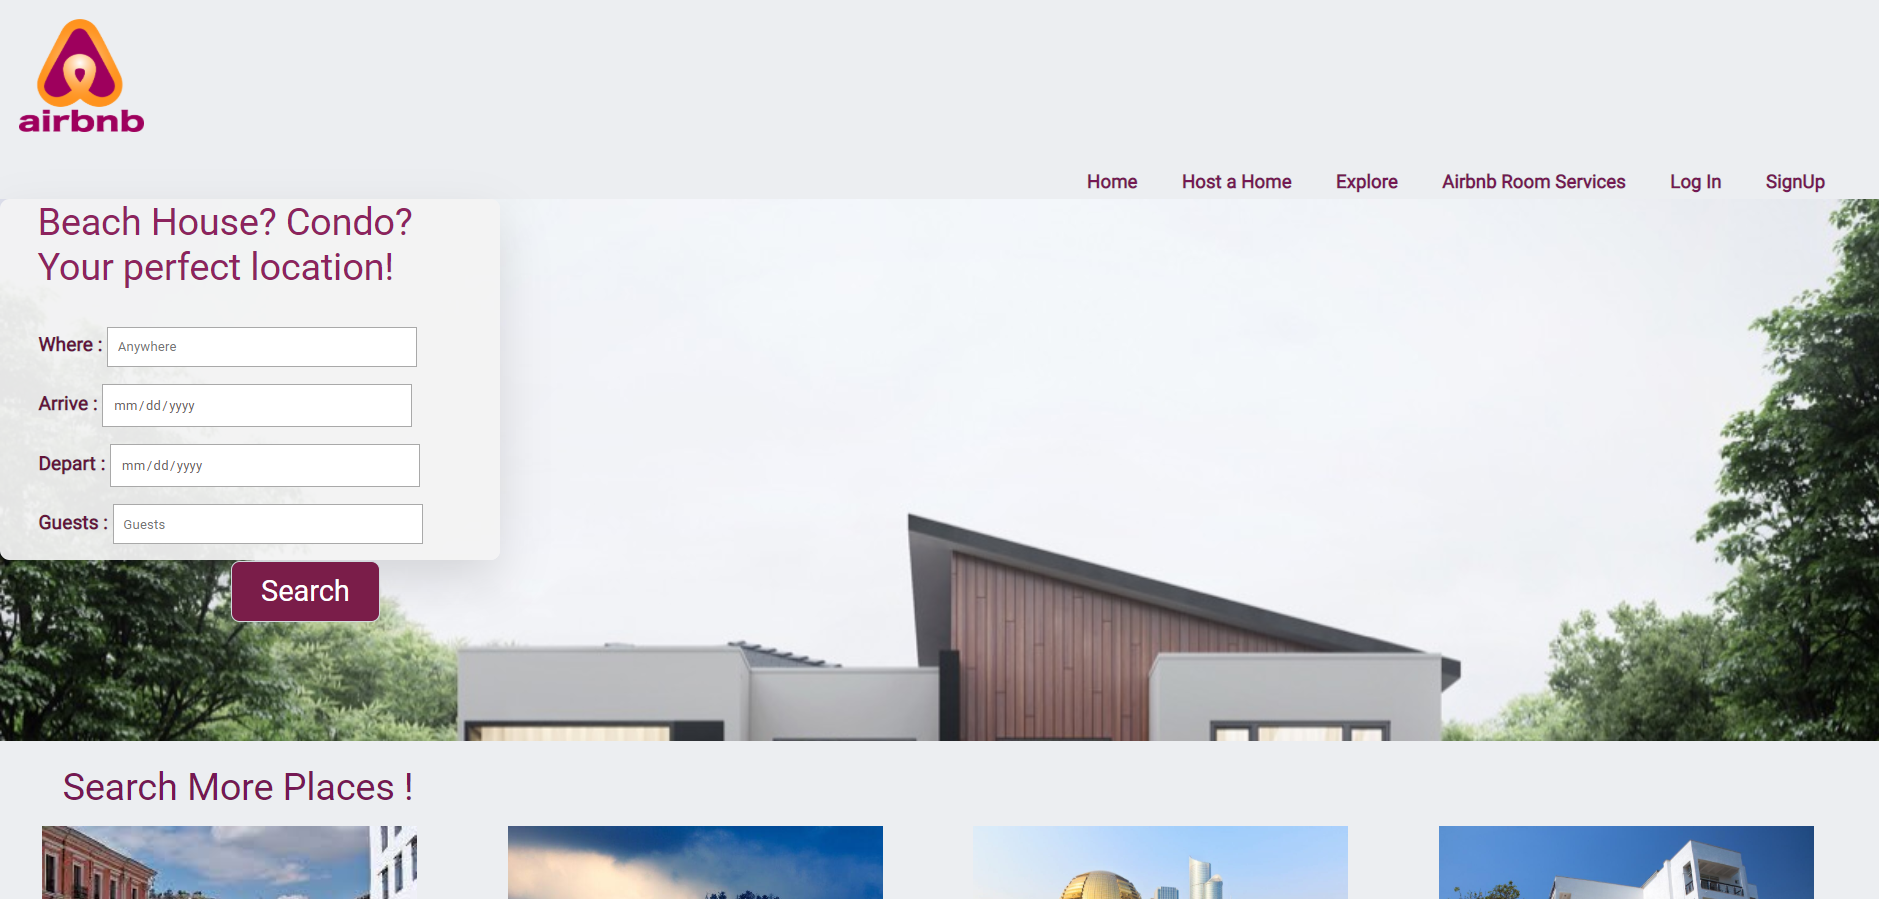 airbnb
Home Host a Home Explore Airbnb Room Services Log In SignUp
Beach House? Condo?
Your perfect location!
Where : Anywhere
Arrive : mm/dd/yyyy
Depart : mm/dd/yyyy
Guests : Guests
Search
Search More Places !